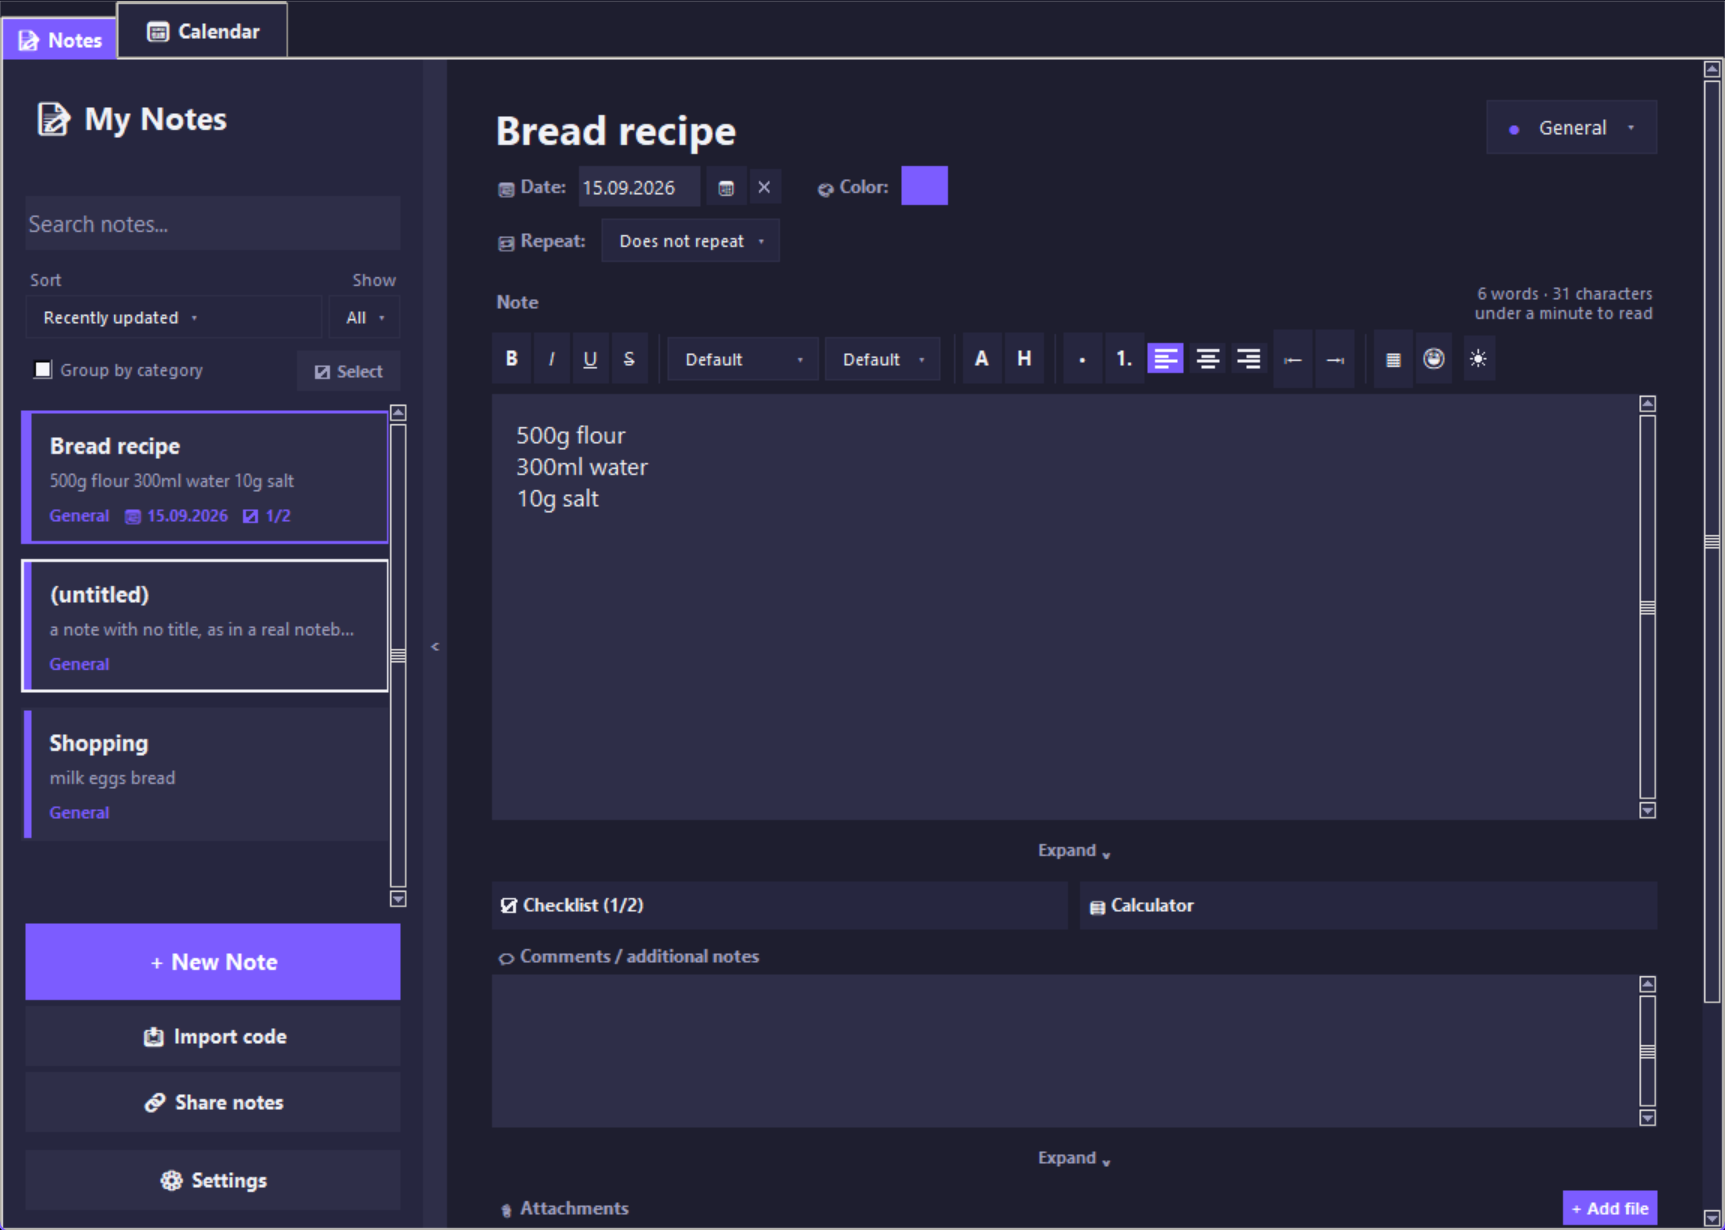 Notes
Calendar
My Notes
Search notes...
Sort
Show
Recently updated
All
Group by category
Select
Bread recipe
500g flour 300ml water 10g salt
General 15.09.2026 1/2
(untitled)
a note with no title, as in a real noteb...
General
Shopping
milk eggs bread
General
+ New Note
Import code
Share notes
Settings
<
Bread recipe
General
Date: 15.09.2026
Color:
Repeat: Does not repeat
Note
6 words · 31 characters
under a minute to read
B I U S Default Default A H • 1.
500g flour
300ml water
10g salt
Expand
Checklist (1/2)
Calculator
Comments / additional notes
Expand
Attachments
+ Add file